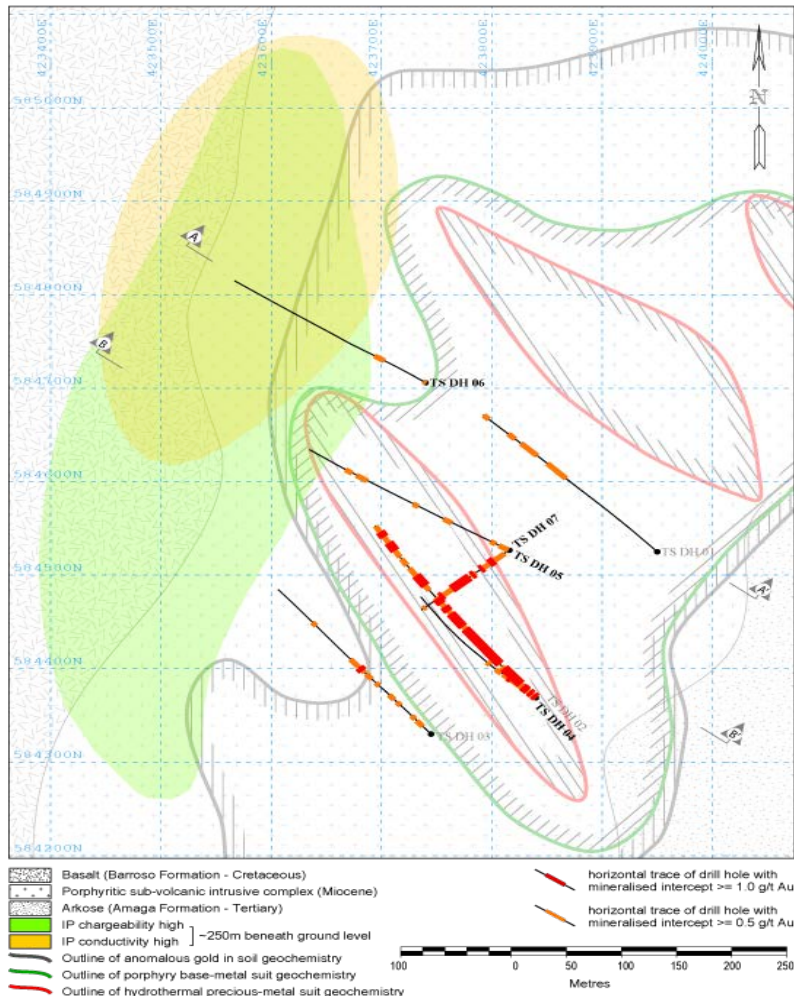 423400E
423500E
423600E
423700E
423800E
423900E
424000E
N
585000N
584900N
584800N
584700N
584600N
584500N
584400N
584300N
584200N
A
B
TS DH 06
TS DH 07
TS DH 05
TS DH 01
A'
TS DH 02
TS DH 04
TS DH 03
B'
Basalt (Barroso Formation - Cretaceous)
Porphyritic sub-volcanic intrusive complex (Miocene)
Arkose (Amaga Formation - Tertiary)
IP chargeability high
IP conductivity high
~250m beneath ground level
Outline of anomalous gold in soil geochemistry
Outline of porphyry base-metal suit geochemistry
Outline of hydrothermal precious-metal suit geochemistry
horizontal trace of drill hole with
mineralised intercept >= 1.0 g/t Au
horizontal trace of drill hole with
mineralised intercept >= 0.5 g/t Au
100 0 50 100 150 200 250
Metres